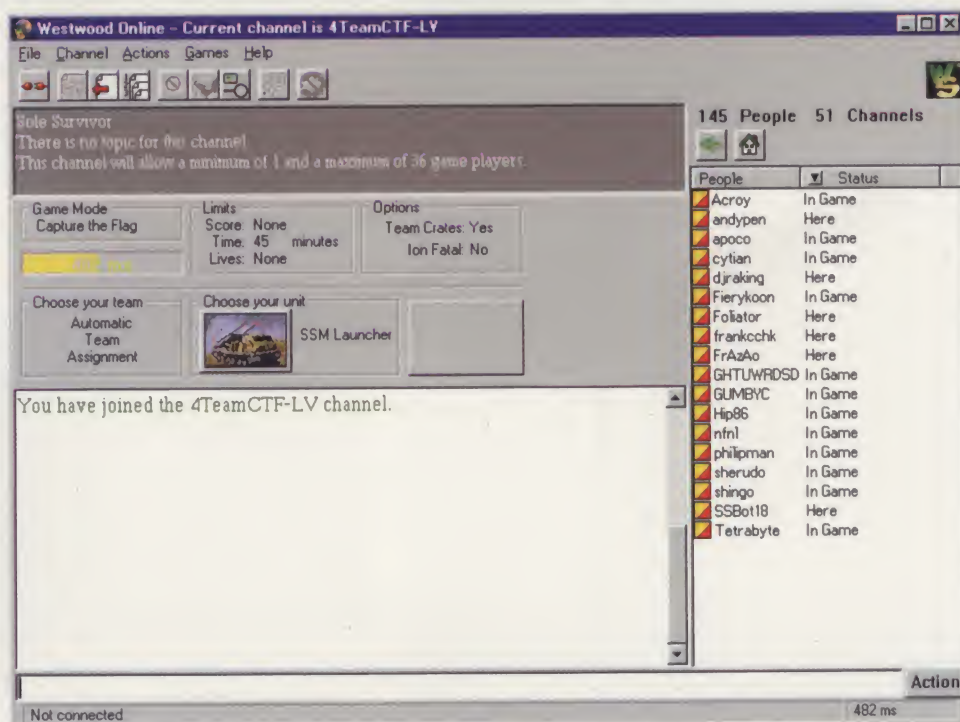 Westwood Online - Current channel is 4TeamCTF-LV
File Channel Actions Games Help
Sole Survivor
There is no topic for this channel
This channel will allow a minimum of 1 and a maximum of 36 game players.
Game Mode
Capture the Flag
Limits
Score: None
Time: 45 minutes
Lives: None
Options
Team Crates: Yes
Ion Fatal: No
Choose your team
Automatic
Team
Assignment
Choose your unit
SSM Launcher
You have joined the 4TeamCTF-LV channel.
145 People 51 Channels
People Status
Acroy In Game
andypen Here
apoco In Game
cytian In Game
djraking Here
Fierykoon In Game
Foliator Here
frankcchk Here
FrAzAo Here
GHTUWRDSD In Game
GUMBYC In Game
Hip86 In Game
nfn1 In Game
philipman In Game
sherudo In Game
shingo In Game
SSBot18 Here
Tetrabyte In Game
Action
Not connected
482 ms